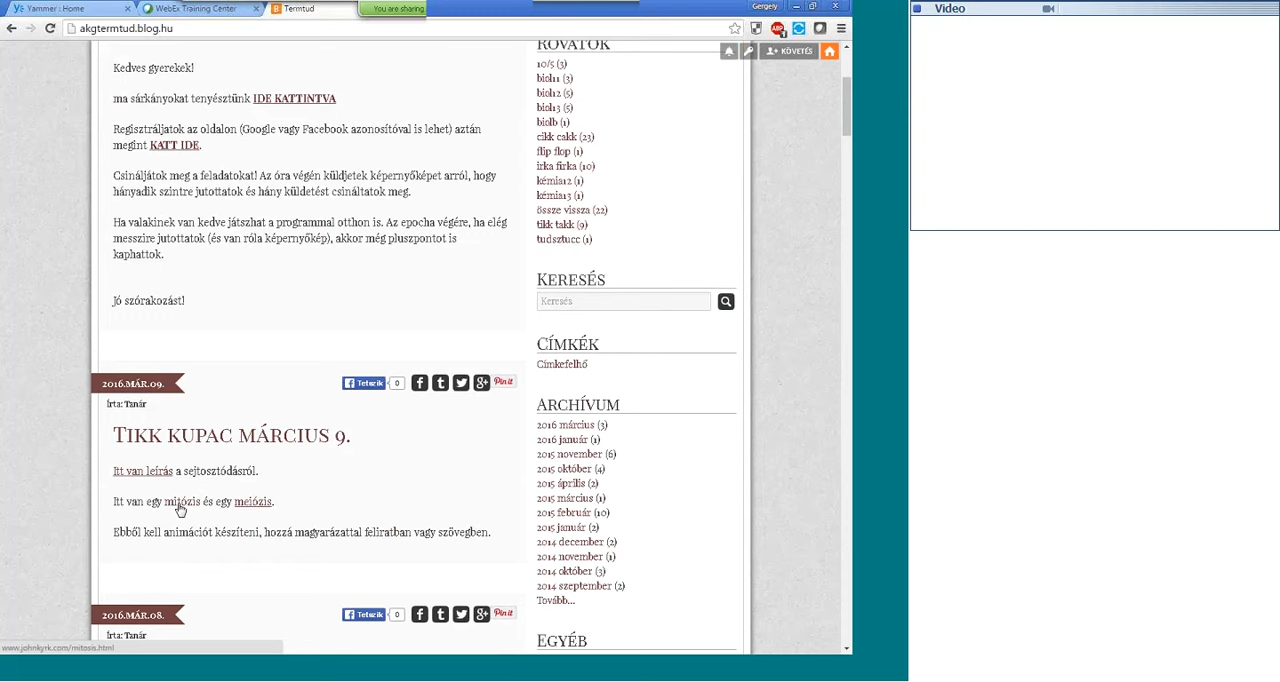 Yammer : Home
WebEx Training Center
Termtud
You are sharing
Gergely
akgtermtud.blog.hu
Video
KÖVETÉS
Kedves gyerekek!
ma sárkányokat tenyésztünk IDE KATTINTVA
Regisztráljatok az oldalon (Google vagy Facebook azonosítóval is lehet) aztán
megint KATT IDE.
Csináljátok meg a feladatokat! Az óra végén küldjetek képernyőképet arról, hogy
hányadik szintre jutottatok és hány küldetést csináltatok meg.
Ha valakinek van kedve játszhat a programmal otthon is. Az epocha végére, ha elég
messzire jutottatok (és van róla képernyőkép), akkor még pluszpontot is
kaphattok.
Jó szórakozást!
2016.MÁR.09.
Tetszik 0
Pin it
írta: Tanár
TIKK KUPAC MÁRCIUS 9.
Itt van leírás a sejtosztódásról.
Itt van egy mitózis és egy meiózis.
Ebből kell animációt készíteni, hozzá magyarázattal feliratban vagy szövegben.
2016.MÁR.08.
Tetszik 0
Pin it
írta: Tanár
www.johnkyrk.com/mitosis.html
ROVATOK
10/5 (3)
biol11 (3)
biol12 (5)
biol13 (5)
biolb (1)
cikk cakk (23)
flip flop (1)
irka firka (10)
kémia12 (1)
kémia13 (1)
össze vissza (22)
tikk takk (9)
tudsztucc (1)
KERESÉS
Keresés
CÍMKÉK
Címkefelhő
ARCHÍVUM
2016 március (3)
2016 január (1)
2015 november (6)
2015 október (4)
2015 április (2)
2015 március (1)
2015 február (10)
2015 január (2)
2014 december (2)
2014 november (1)
2014 október (3)
2014 szeptember (2)
Tovább...
EGYÉB